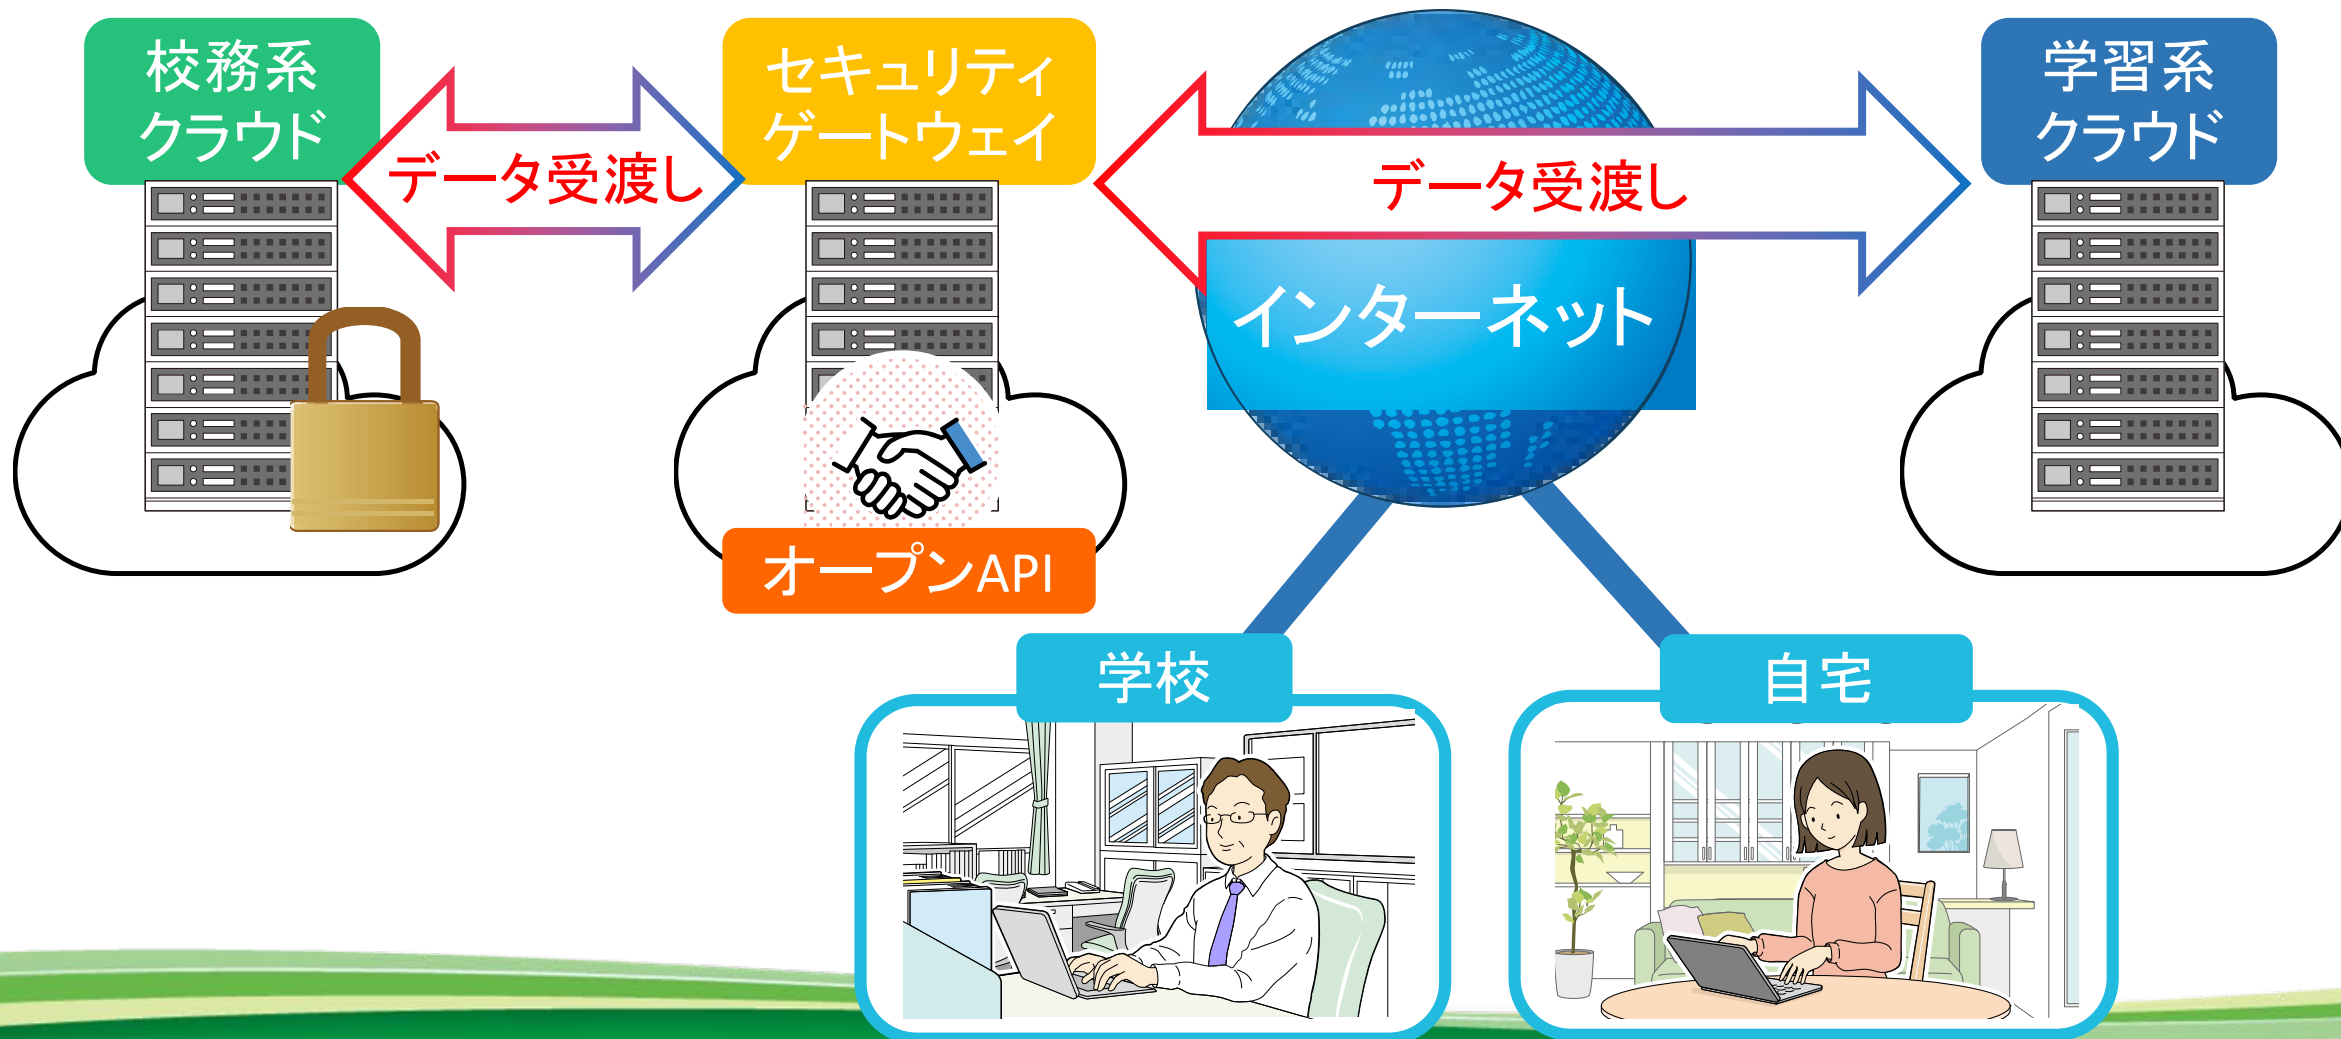 校務系
クラウド
セキュリティ
ゲートウェイ
学習系
クラウド
データ受渡し
データ受渡し
インターネット
オープンAPI
学校
自宅